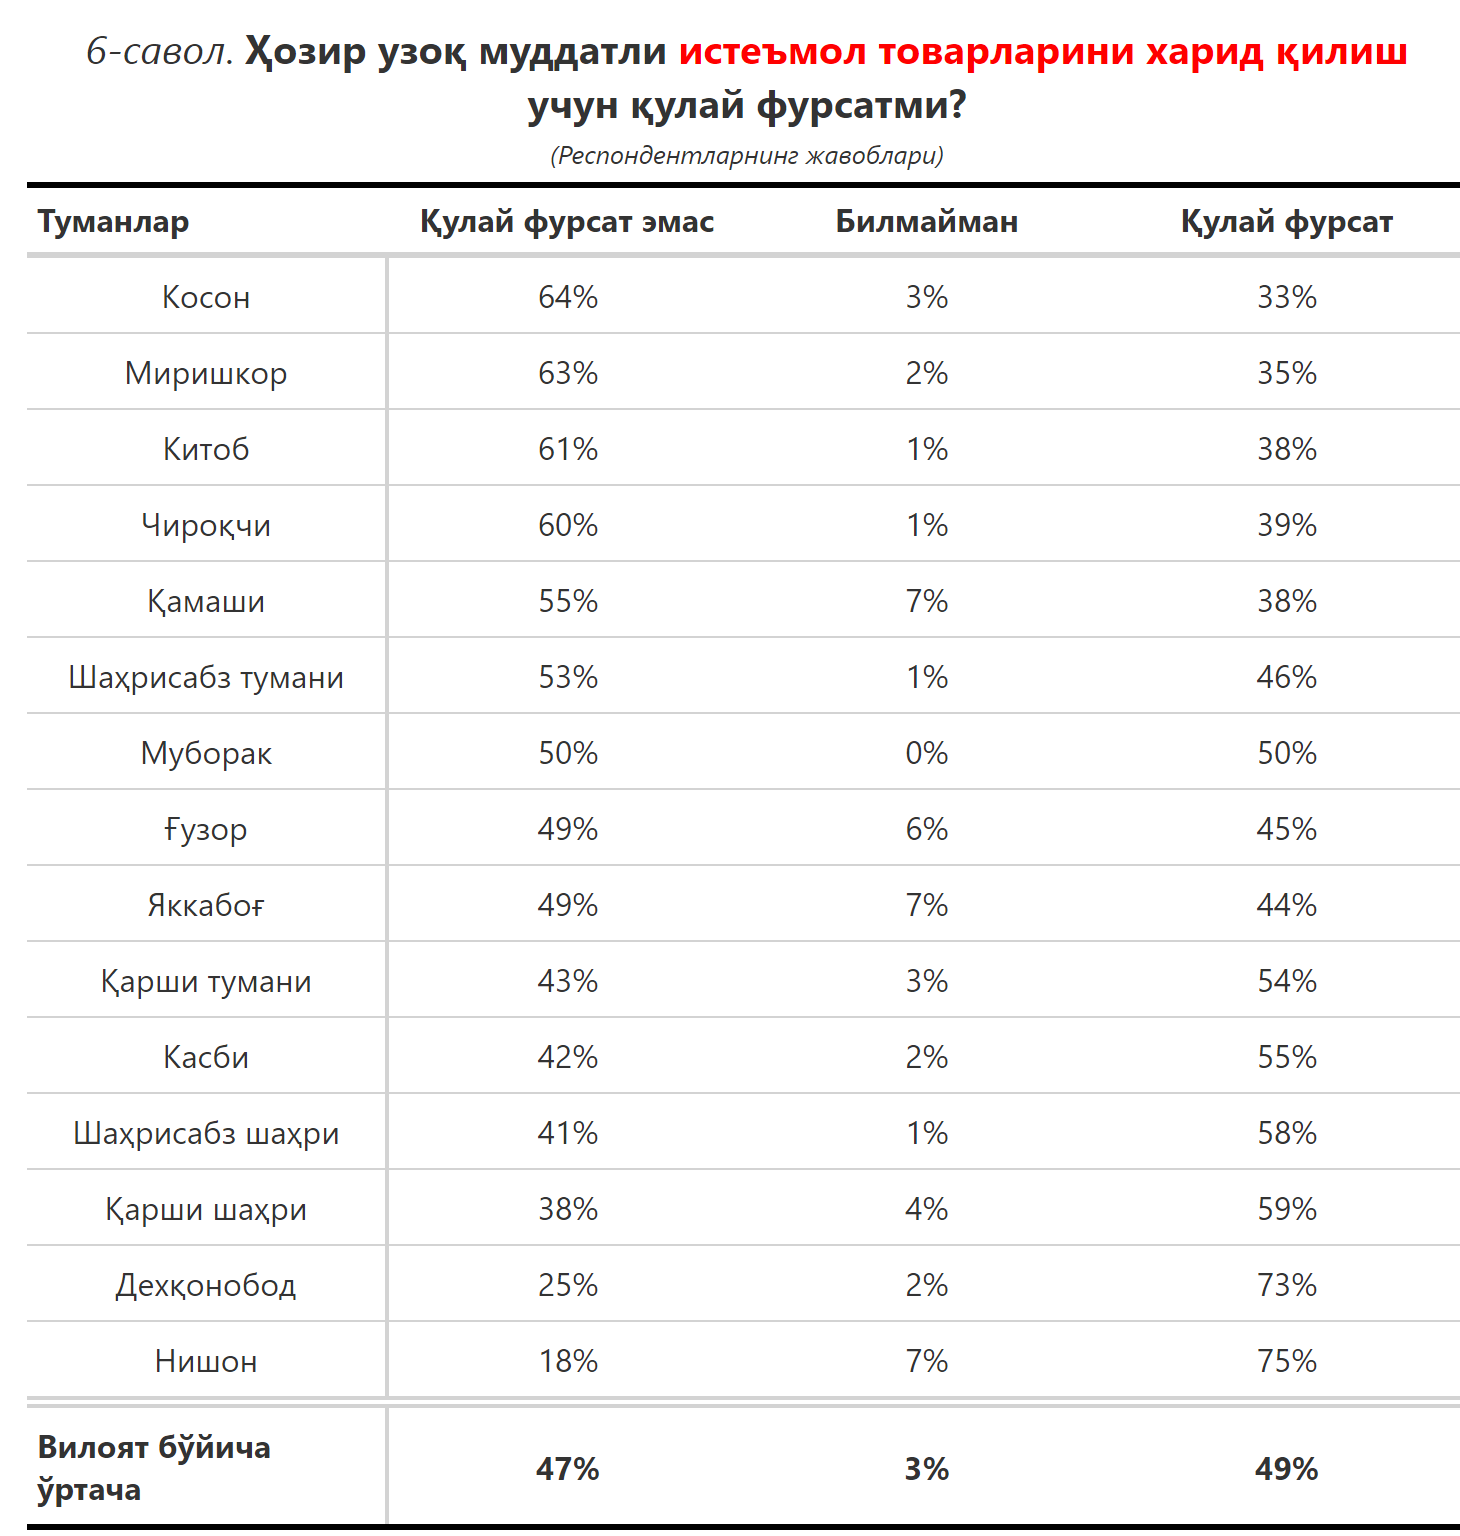 6-савол. Ҳозир узоқ муддатли истеъмол товарларини харид қилиш
учун қулай фурсатми?
(Респондентларнинг жавоблари)
Туманлар Қулай фурсат эмас Билмайман Қулай фурсат
Косон 64% 3% 33%
Миришкор 63% 2% 35%
Китоб 61% 1% 38%
Чироқчи 60% 1% 39%
Қамаши 55% 7% 38%
Шаҳрисабз тумани 53% 1% 46%
Муборак 50% 0% 50%
Ғузор 49% 6% 45%
Яккабоғ 49% 7% 44%
Қарши тумани 43% 3% 54%
Касби 42% 2% 55%
Шаҳрисабз шаҳри 41% 1% 58%
Қарши шаҳри 38% 4% 59%
Дехқонобод 25% 2% 73%
Нишон 18% 7% 75%
Вилоят бўйича
ўртача 47% 3% 49%